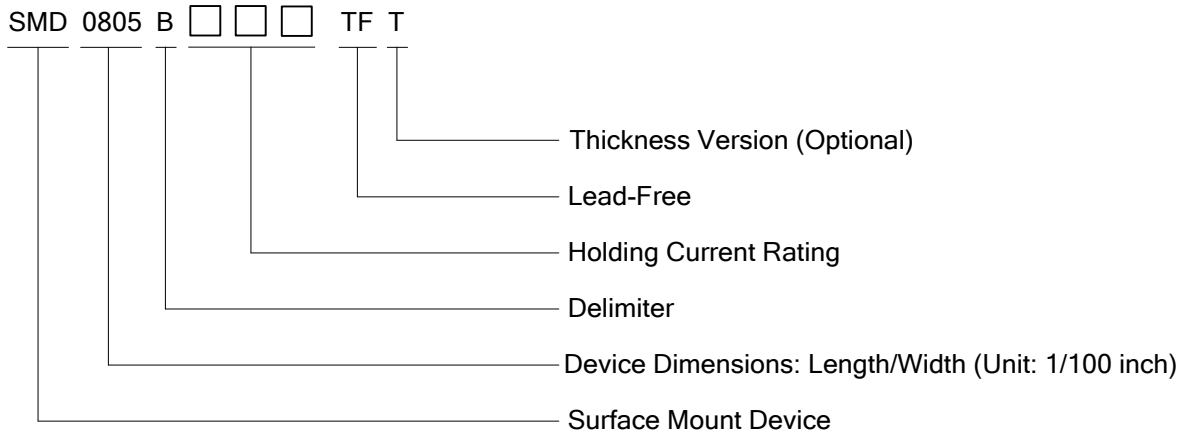 SMD 0805 B □ □ □ TF T
Thickness Version (Optional)
Lead-Free
Holding Current Rating
Delimiter
Device Dimensions: Length/Width (Unit: 1/100 inch)
Surface Mount Device